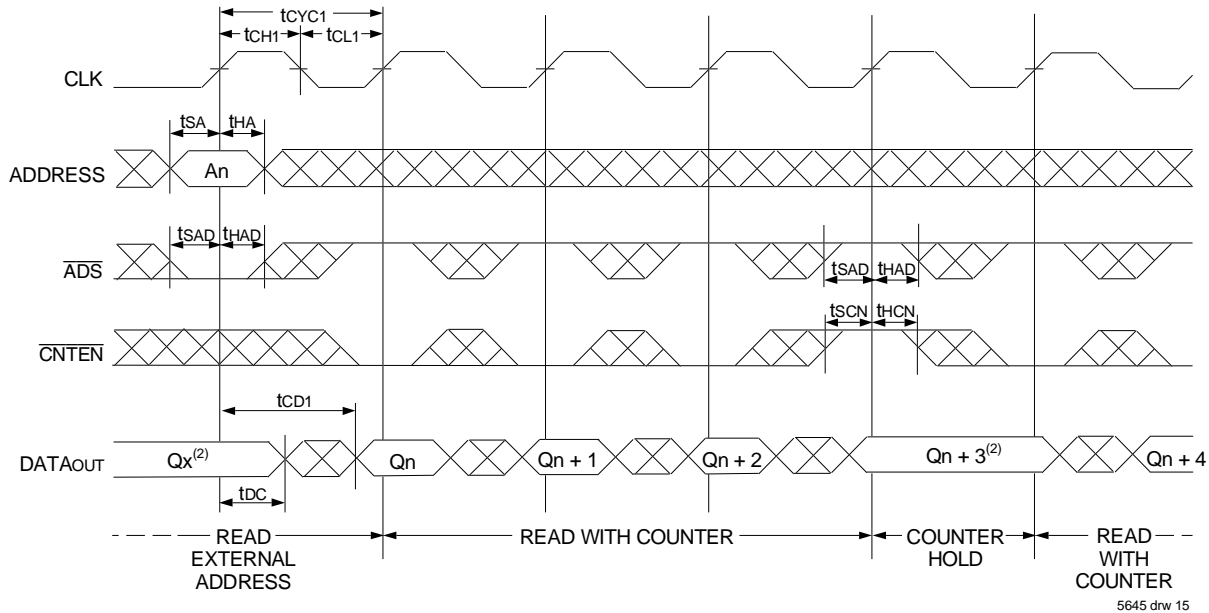 tCYC1
tCH1 tCL1
CLK
tSA tHA
ADDRESS An
tSAD tHAD
ADS
tSAD tHAD
tSCN tHCN
CNTEN
tCD1
DATAOUT Qx(2) Qn Qn + 1 Qn + 2 Qn + 3(2) Qn + 4
tDC
READ EXTERNAL ADDRESS
READ WITH COUNTER
COUNTER HOLD
READ WITH COUNTER
5645 drw 15